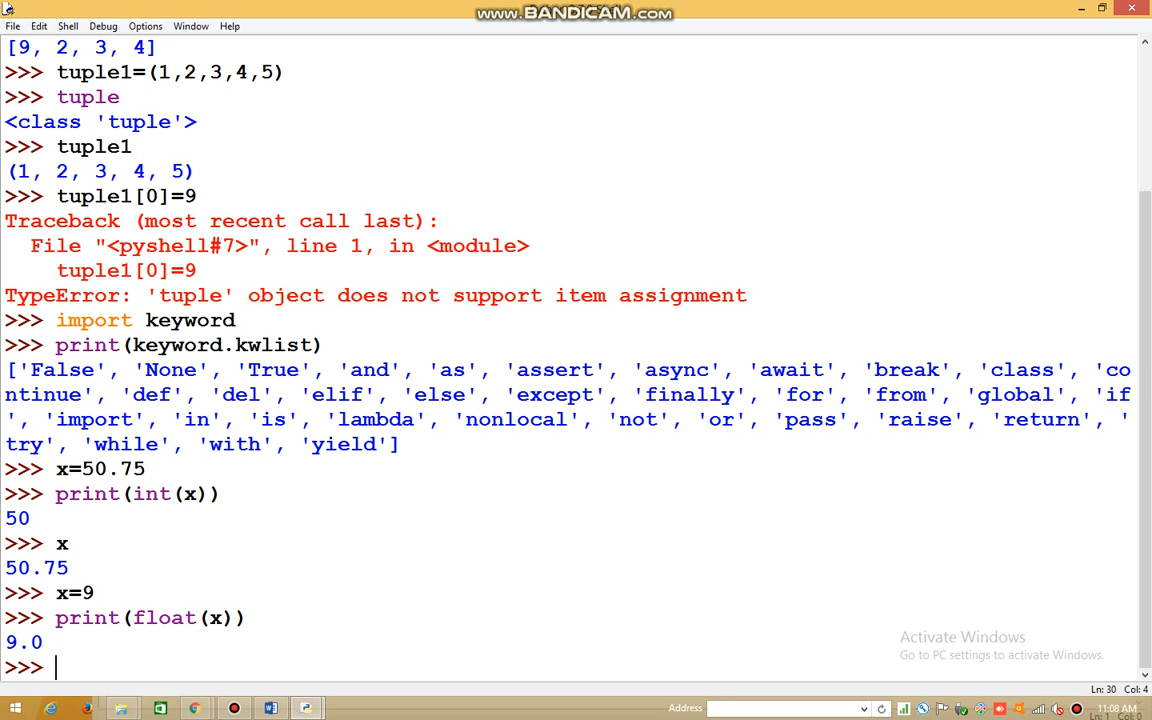 www.BANDICAM.com
File Edit Shell Debug Options Window Help
[9, 2, 3, 4]
>>> tuple1=(1,2,3,4,5)
>>> tuple
<class 'tuple'>
>>> tuple1
(1, 2, 3, 4, 5)
>>> tuple1[0]=9
Traceback (most recent call last):
  File "<pyshell#7>", line 1, in <module>
    tuple1[0]=9
TypeError: 'tuple' object does not support item assignment
>>> import keyword
>>> print(keyword.kwlist)
['False', 'None', 'True', 'and', 'as', 'assert', 'async', 'await', 'break', 'class', 'co
ntinue', 'def', 'del', 'elif', 'else', 'except', 'finally', 'for', 'from', 'global', 'if
', 'import', 'in', 'is', 'lambda', 'nonlocal', 'not', 'or', 'pass', 'raise', 'return', '
try', 'while', 'with', 'yield']
>>> x=50.75
>>> print(int(x))
50
>>> x
50.75
>>> x=9
>>> print(float(x))
9.0
>>>
Activate Windows
Go to PC settings to activate Windows.
Ln: 30 Col: 4
Address
11:08 AM
Ln: 1 Col: 0